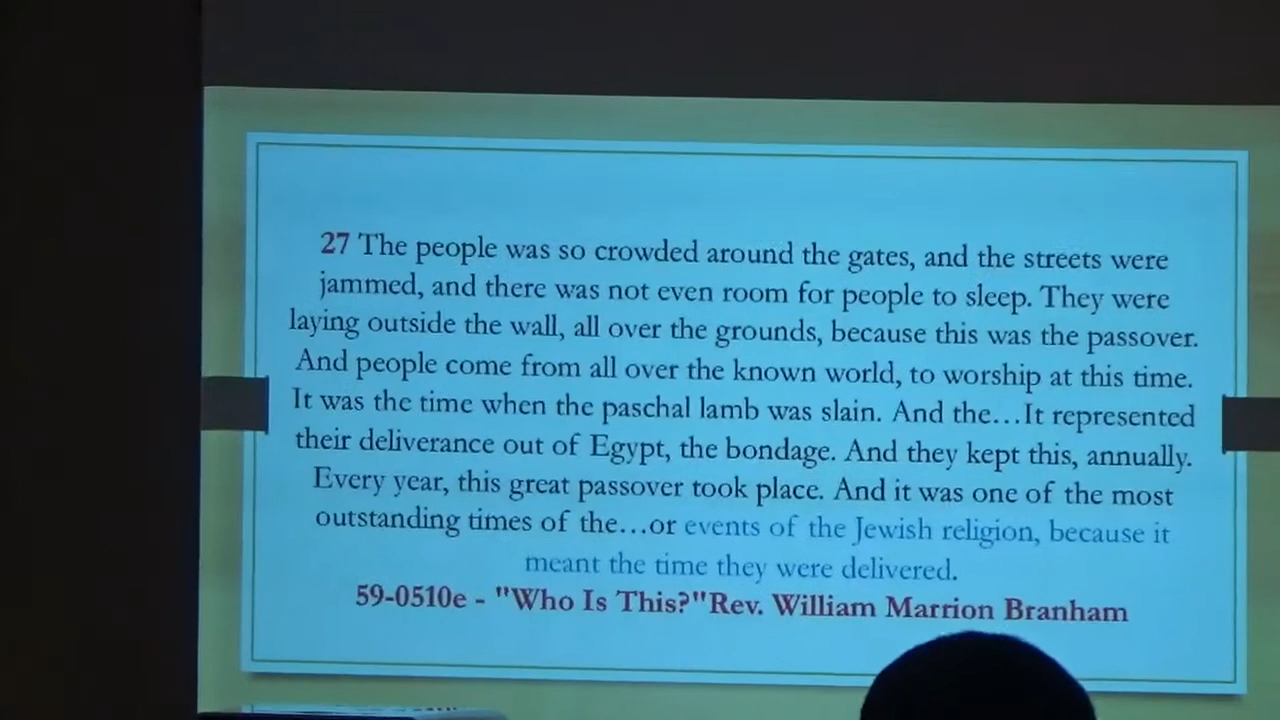 27 The people was so crowded around the gates, and the streets were
jammed, and there was not even room for people to sleep. They were
laying outside the wall, all over the grounds, because this was the passover.
And people come from all over the known world, to worship at this time.
It was the time when the paschal lamb was slain. And the…It represented
their deliverance out of Egypt, the bondage. And they kept this, annually.
Every year, this great passover took place. And it was one of the most
outstanding times of the…or events of the Jewish religion, because it
meant the time they were delivered.
59-0510e - "Who Is This?"Rev. William Marrion Branham